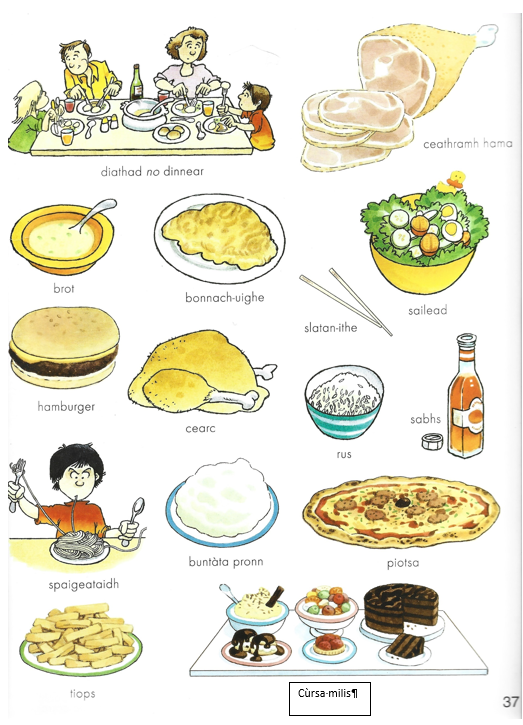 diathad no dinnear
ceathramh hama
brot
bonnach-uighe
slatan-ithe
sailead
hamburger
cearc
rus
sabhs
spaigeataidh
buntàta pronn
piotsa
tiops
Cùrsa·milis¶
37